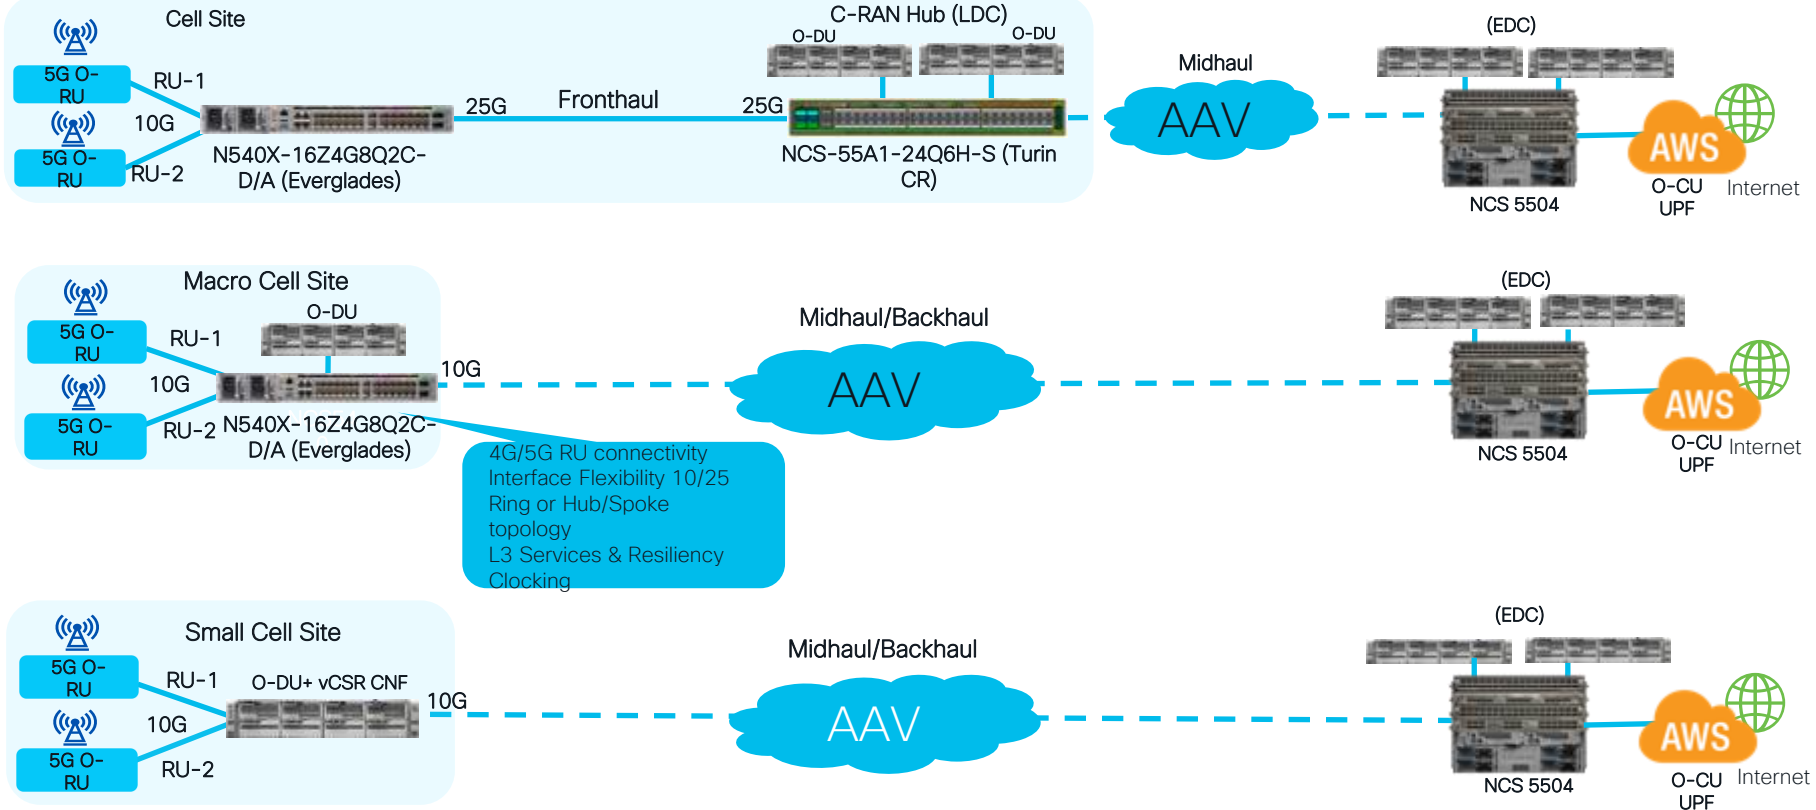 Cell Site
C-RAN Hub (LDC)
O-DU
O-DU
(EDC)
5G O-
RU
RU-1
25G
Fronthaul
25G
Midhaul
AAV
10G
5G O-
RU
RU-2
N540X-16Z4G8Q2C-
D/A (Everglades)
NCS-55A1-24Q6H-S (Turin
CR)
AWS
O-CU
UPF
Internet
NCS 5504
Macro Cell Site
O-DU
(EDC)
5G O-
RU
RU-1
10G
10G
Midhaul/Backhaul
AAV
5G O-
RU
RU-2
N540X-16Z4G8Q2C-
D/A (Everglades)
AWS
O-CU
UPF
Internet
NCS 5504
4G/5G RU connectivity
Interface Flexibility 10/25
Ring or Hub/Spoke
topology
L3 Services & Resiliency
Clocking
Small Cell Site
(EDC)
5G O-
RU
RU-1
O-DU+ vCSR CNF
10G
10G
Midhaul/Backhaul
AAV
5G O-
RU
RU-2
AWS
O-CU
UPF
Internet
NCS 5504